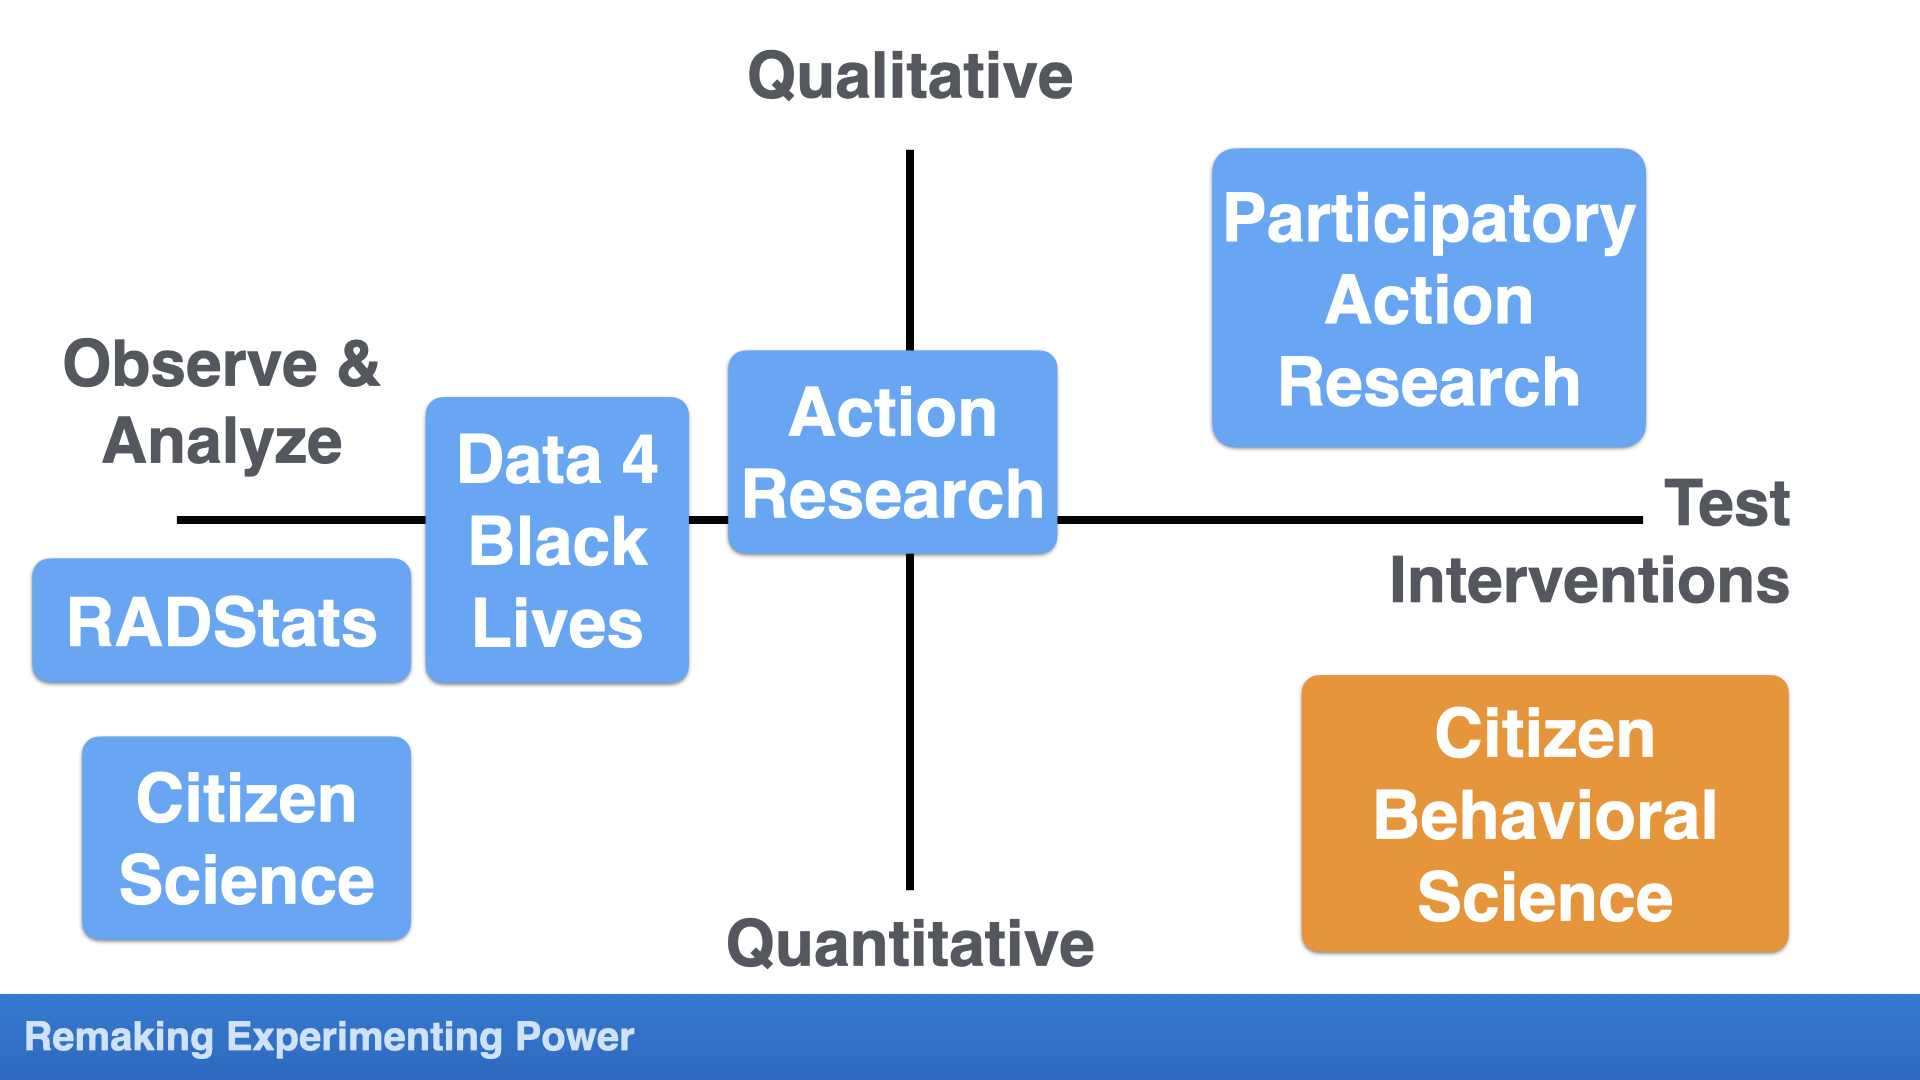 Qualitative
Participatory
Action
Research
Observe &
Analyze
Action
Research
Data 4
Black
Lives
Test
Interventions
RADStats
Citizen
Science
Citizen
Behavioral
Science
Quantitative
Remaking Experimenting Power